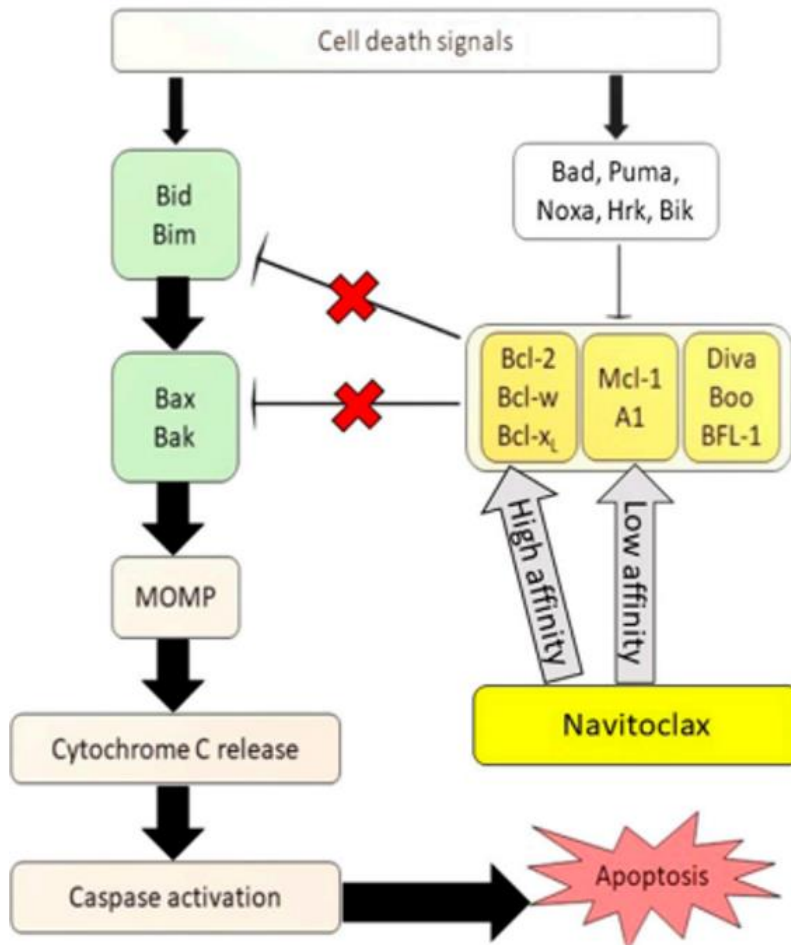 Cell death signals
Bid
Bim
Bad, Puma,
Noxa, Hrk, Bik
Bcl-2
Bcl-w
Bcl-xL
Mcl-1
A1
Diva
Boo
BFL-1
Bax
Bak
High affinity
Low affinity
MOMP
Navitoclax
Cytochrome C release
Caspase activation
Apoptosis